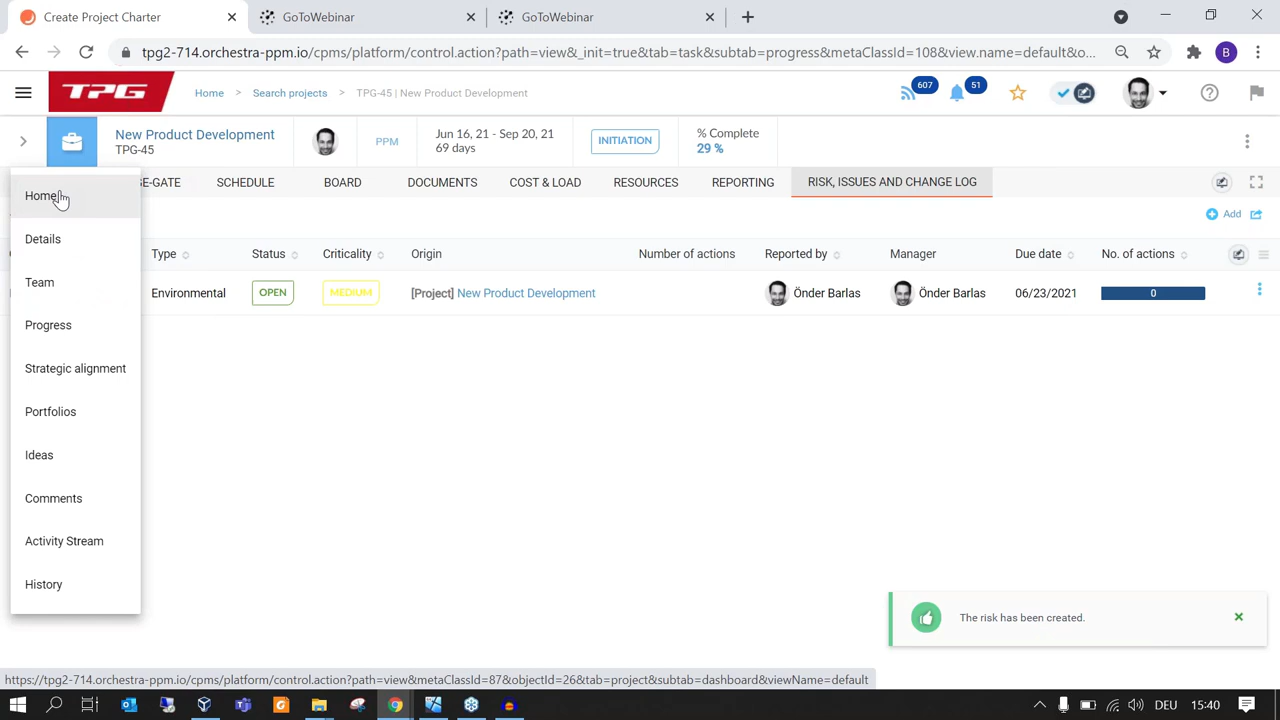 Create Project Charter
GoToWebinar
GoToWebinar
tpg2-714.orchestra-ppm.io/cpms/platform/control.action?path=view&_init=true&tab=task&subtab=progress&metaClassId=108&view.name=default&o...
B
TPG
Home > Search projects > TPG-45 | New Product Development
607
51
New Product Development
TPG-45
PPM
Jun 16, 21 - Sep 20, 21
69 days
INITIATION
% Complete
29 %
GE-GATE
SCHEDULE
BOARD
DOCUMENTS
COST & LOAD
RESOURCES
REPORTING
RISK, ISSUES AND CHANGE LOG
Add
Type
Status
Criticality
Origin
Number of actions
Reported by
Manager
Due date
No. of actions
Environmental
OPEN
MEDIUM
[Project] New Product Development
Önder Barlas
Önder Barlas
06/23/2021
0
Home
Details
Team
Progress
Strategic alignment
Portfolios
Ideas
Comments
Activity Stream
History
The risk has been created.
https://tpg2-714.orchestra-ppm.io/cpms/platform/control.action?path=view&metaClassId=87&objectId=26&tab=project&subtab=dashboard&viewName=default
DEU
15:40